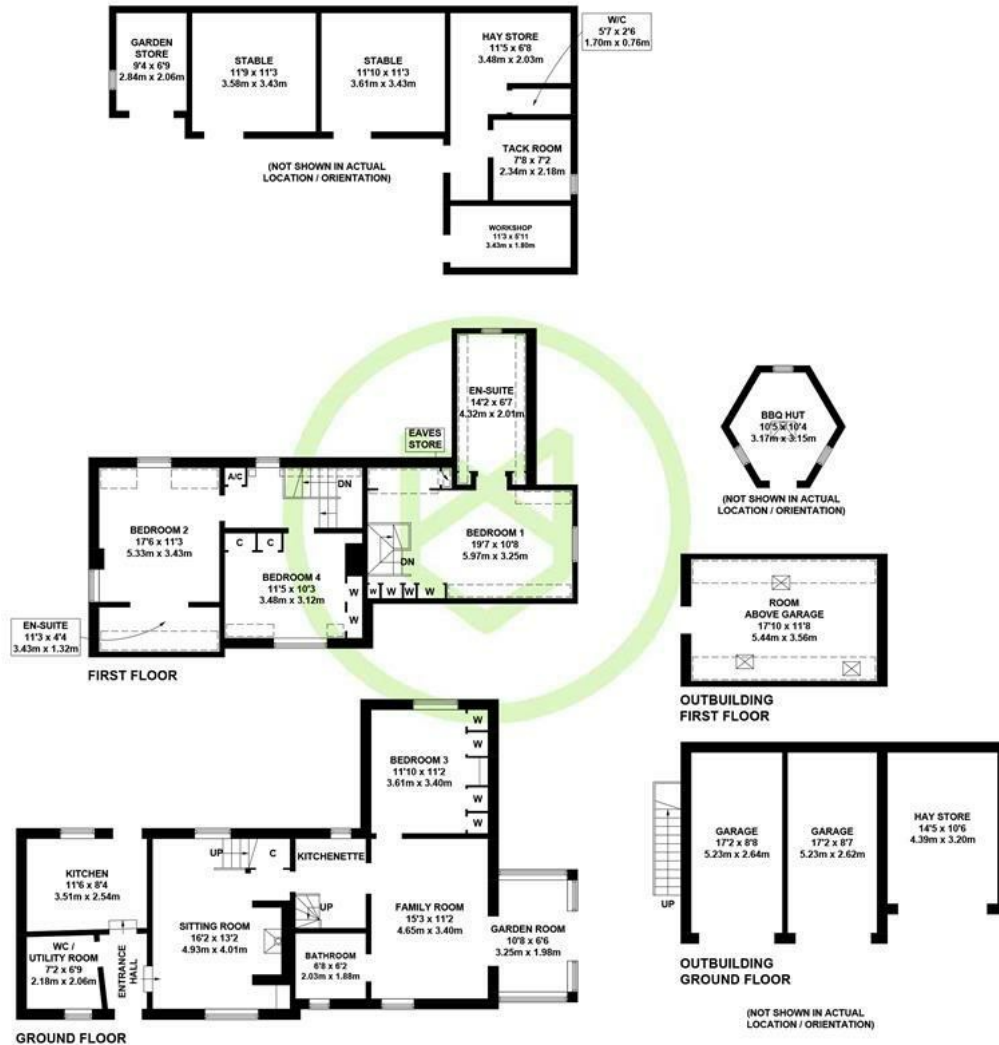 GARDEN
STORE
9'4 x 6'9
2.84m x 2.06m
STABLE
11'9 x 11'3
3.58m x 3.43m
STABLE
11'10 x 11'3
3.61m x 3.43m
HAY STORE
11'5 x 6'8
3.48m x 2.03m
W/C
5'7 x 2'6
1.70m x 0.76m
TACK ROOM
7'8 x 7'2
2.34m x 2.18m
(NOT SHOWN IN ACTUAL
LOCATION / ORIENTATION)
WORKSHOP
11'3 x 5'11
3.43m x 1.80m
EN-SUITE
14'2 x 6'7
4.32m x 2.01m
EAVES
STORE
A/C
DN
BEDROOM 2
17'6 x 11'3
5.33m x 3.43m
C
C
BEDROOM 4
11'5 x 10'3
3.48m x 3.12m
W
W
BEDROOM 1
19'7 x 10'8
5.97m x 3.25m
DN
W
W
W
W
EN-SUITE
11'3 x 4'4
3.43m x 1.32m
FIRST FLOOR
BBQ HUT
10'5 x 10'4
3.17m x 3.15m
(NOT SHOWN IN ACTUAL
LOCATION / ORIENTATION)
ROOM
ABOVE GARAGE
17'10 x 11'8
5.44m x 3.56m
OUTBUILDING
FIRST FLOOR
BEDROOM 3
11'10 x 11'2
3.61m x 3.40m
W
W
W
W
KITCHEN
11'6 x 8'4
3.51m x 2.54m
UP
C
KITCHENETTE
UP
SITTING ROOM
16'2 x 13'2
4.93m x 4.01m
FAMILY ROOM
15'3 x 11'2
4.65m x 3.40m
GARDEN ROOM
10'8 x 6'6
3.25m x 1.98m
WC /
UTILITY ROOM
7'2 x 6'9
2.18m x 2.06m
ENTRANCE
HALL
BATHROOM
6'8 x 6'2
2.03m x 1.88m
GROUND FLOOR
GARAGE
17'2 x 8'8
5.23m x 2.64m
GARAGE
17'2 x 8'7
5.23m x 2.62m
HAY STORE
14'5 x 10'6
4.39m x 3.20m
UP
OUTBUILDING
GROUND FLOOR
(NOT SHOWN IN ACTUAL
LOCATION / ORIENTATION)